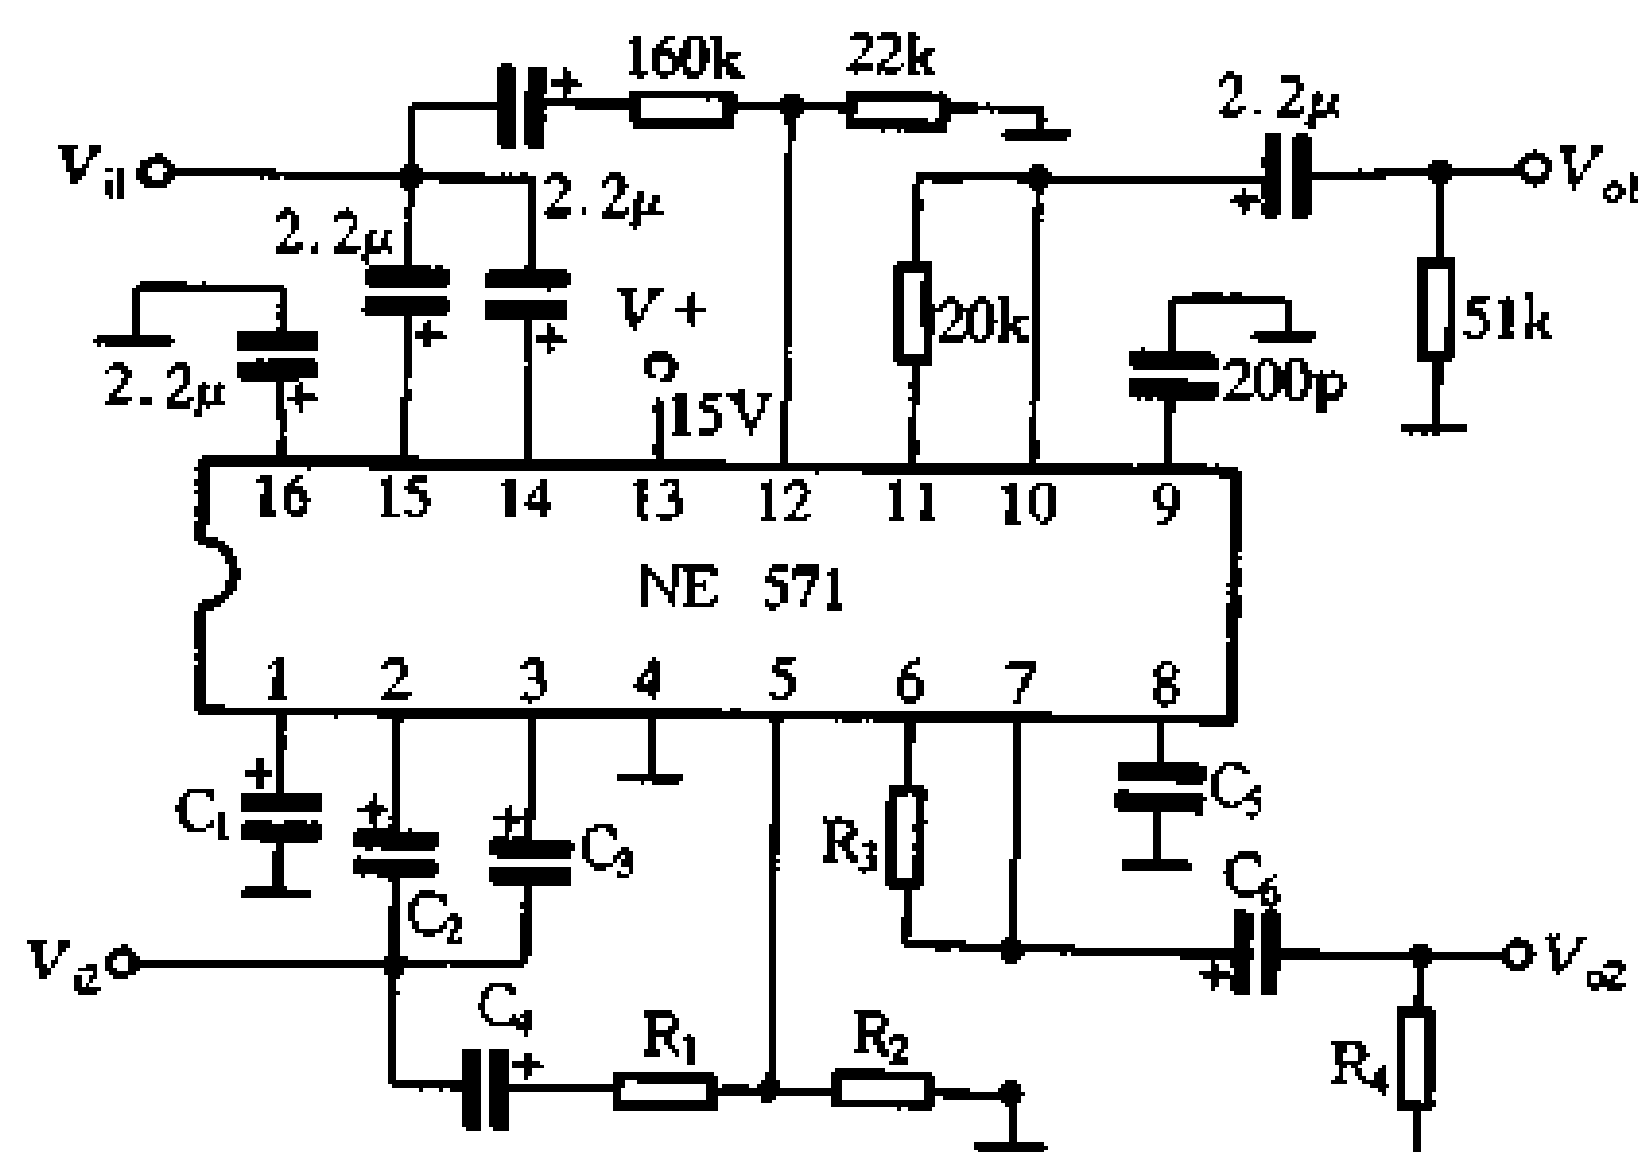 160k
22k
2.2μ
Vi1
Vo1
2.2μ
2.2μ
V+
20k
51k
2.2μ
15V
200p
16 15 14 13 12 11 10 9
NE 571
1 2 3 4 5 6 7 8
C1
C2
C3
R3
C5
C6
Vi2
Vo2
C4
R1
R2
R4